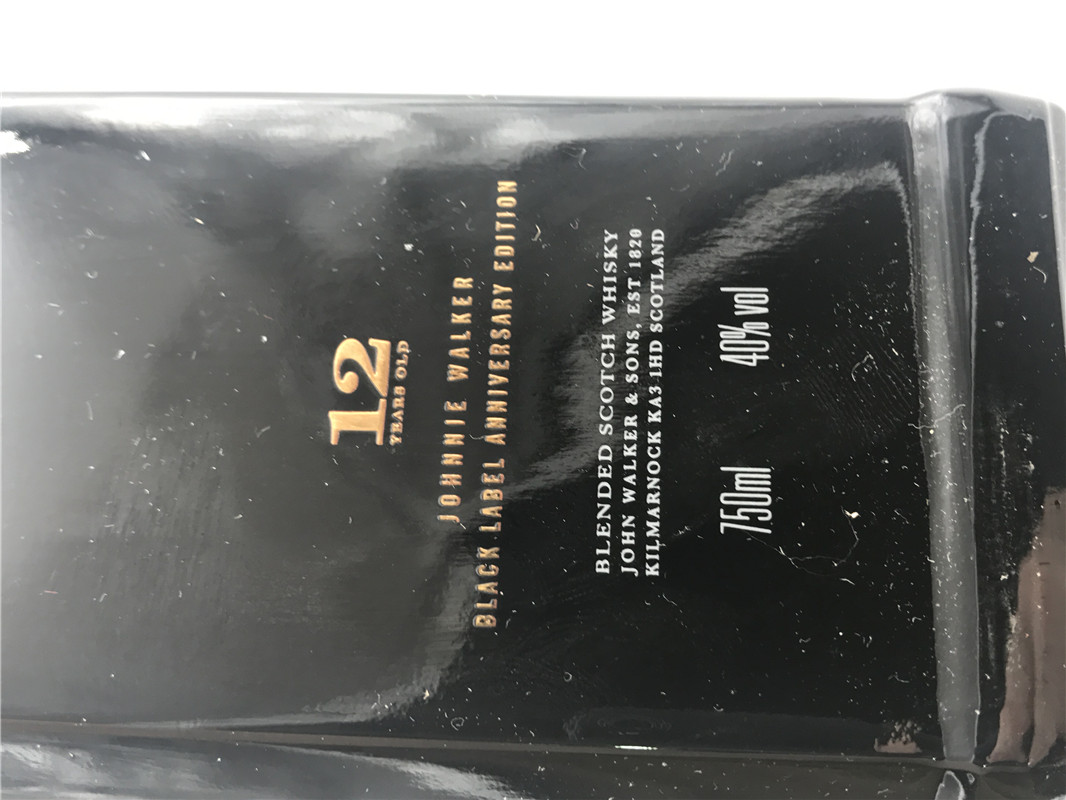 12
YEARS OLD
JOHNNIE WALKER
BLACK LABEL ANNIVERSARY EDITION
BLENDED SCOTCH WHISKY
JOHN WALKER & SONS, EST 1820
KILMARNOCK KA3 1HD SCOTLAND
750ml 40% vol